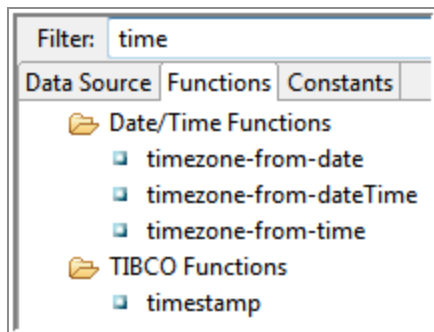 Filter: time
Data Source Functions Constants
Date/Time Functions
timezone-from-date
timezone-from-dateTime
timezone-from-time
TIBCO Functions
timestamp